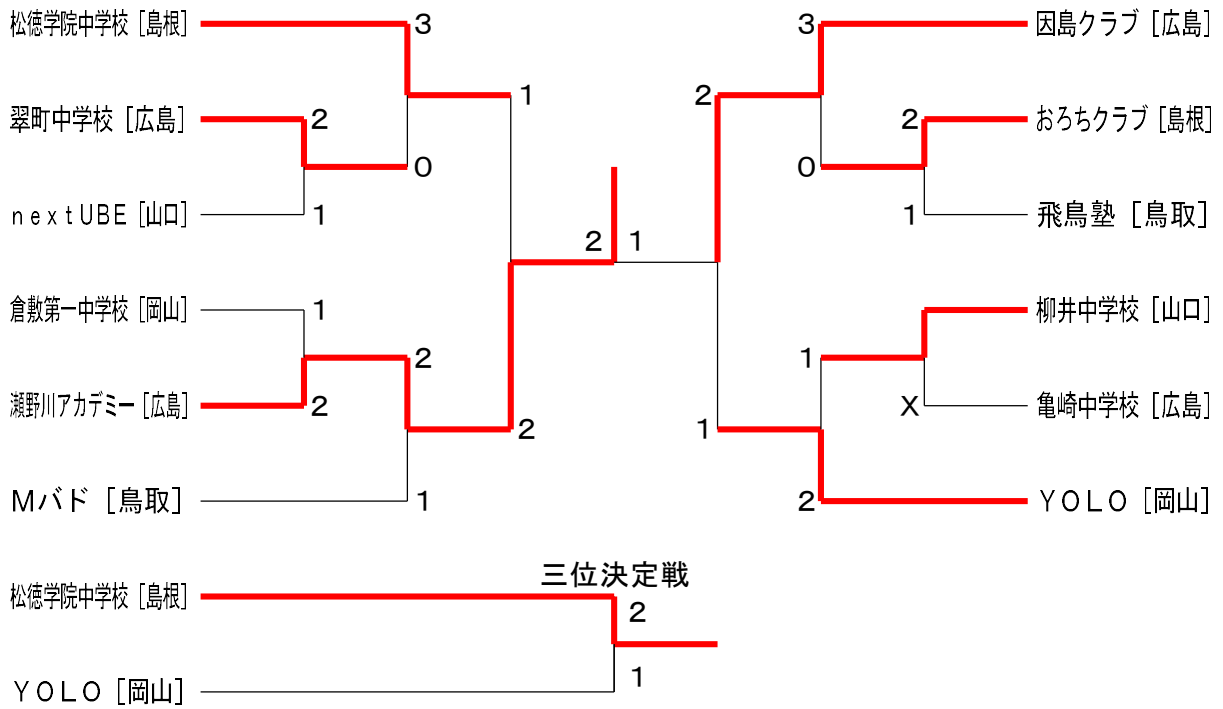 松徳学院中学校［島根］ 3 3 因島クラブ［広島］
1 2
翠町中学校［広島］ 2 2 おろちクラブ［島根］
0 0
ｎｅｘｔUBE［山口］ 1 1 飛鳥塾［鳥取］
2 1
倉敷第一中学校［岡山］ 1 柳井中学校［山口］
2 1
瀬野川アカデミー［広島］ 2 X 亀崎中学校［広島］
2 1
Ｍバド［鳥取］ 1 2 ＹＯＬＯ［岡山］
三位決定戦
松徳学院中学校［島根］ 2
ＹＯＬＯ［岡山］ 1